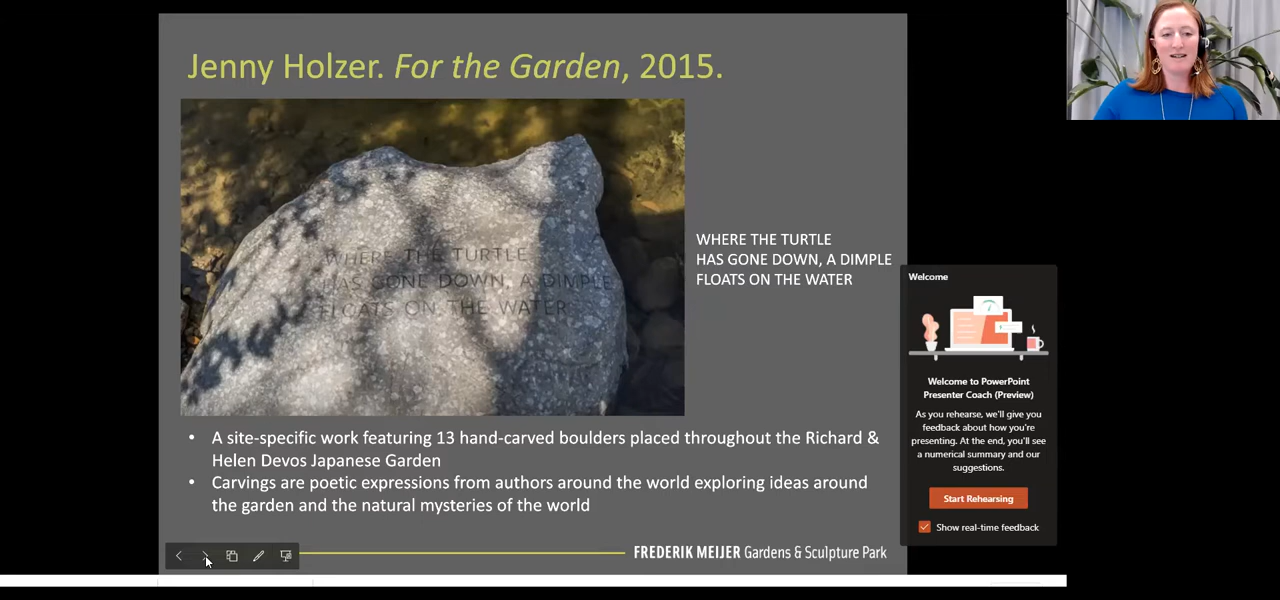 Jenny Holzer. For the Garden, 2015.
WHERE THE TURTLE
HAS GONE DOWN, A DIMPLE
FLOATS ON THE WATER
WHERE THE TURTLE
HAS GONE DOWN, A DIMPLE
FLOATS ON THE WATER
• A site-specific work featuring 13 hand-carved boulders placed throughout the Richard &
Helen Devos Japanese Garden
• Carvings are poetic expressions from authors around the world exploring ideas around
the garden and the natural mysteries of the world
FREDERIK MEIJER Gardens & Sculpture Park
Welcome
Welcome to PowerPoint
Presenter Coach (Preview)
As you rehearse, we'll give you
feedback about how you're
presenting. At the end, you'll see
a numerical summary and our
suggestions.
Start Rehearsing
Show real-time feedback